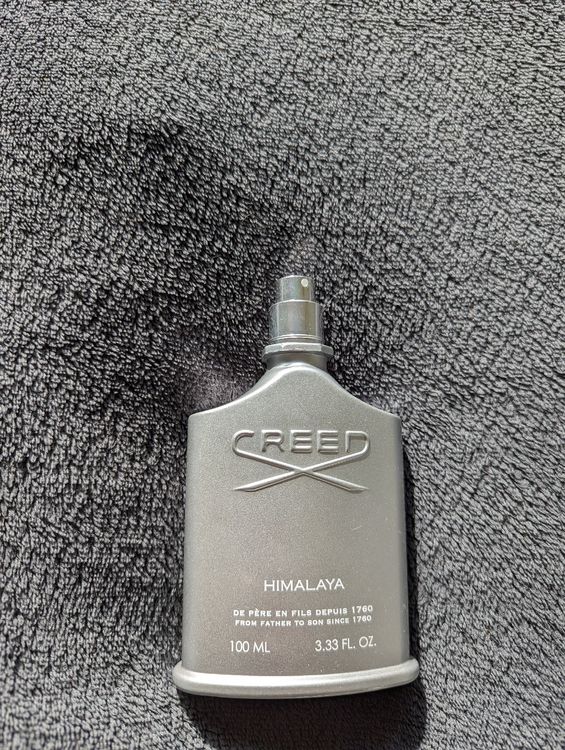 CREED
HIMALAYA
DE PÈRE EN FILS DEPUIS 1760
FROM FATHER TO SON SINCE 1760
100 ML 3.33 FL. OZ.